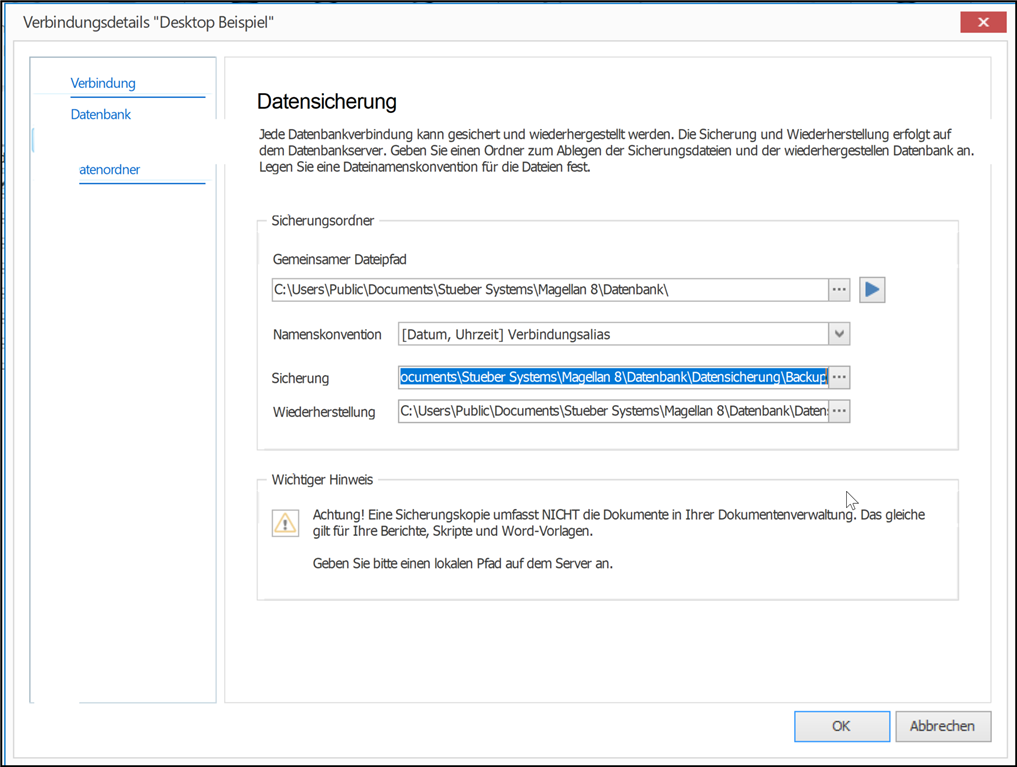 Verbindungsdetails "Desktop Beispiel"
Verbindung
Datenbank
atenordner
Datensicherung
Jede Datenbankverbindung kann gesichert und wiederhergestellt werden. Die Sicherung und Wiederherstellung erfolgt auf
dem Datenbankserver. Geben Sie einen Ordner zum Ablegen der Sicherungsdateien und der wiederhergestellten Datenbank an.
Legen Sie eine Dateinamenskonvention für die Dateien fest.
Sicherungsordner
Gemeinsamer Dateipfad
C:\Users\Public\Documents\Stueber Systems\Magellan 8\Datenbank\
Namenskonvention [Datum, Uhrzeit] Verbindungsalias
Sicherung ocuments\Stueber Systems\Magellan 8\Datenbank\Datensicherung\Backup
Wiederherstellung C:\Users\Public\Documents\Stueber Systems\Magellan 8\Datenbank\Daten
Wichtiger Hinweis
Achtung! Eine Sicherungskopie umfasst NICHT die Dokumente in Ihrer Dokumentenverwaltung. Das gleiche
gilt für Ihre Berichte, Skripte und Word-Vorlagen.
Geben Sie bitte einen lokalen Pfad auf dem Server an.
OK Abbrechen